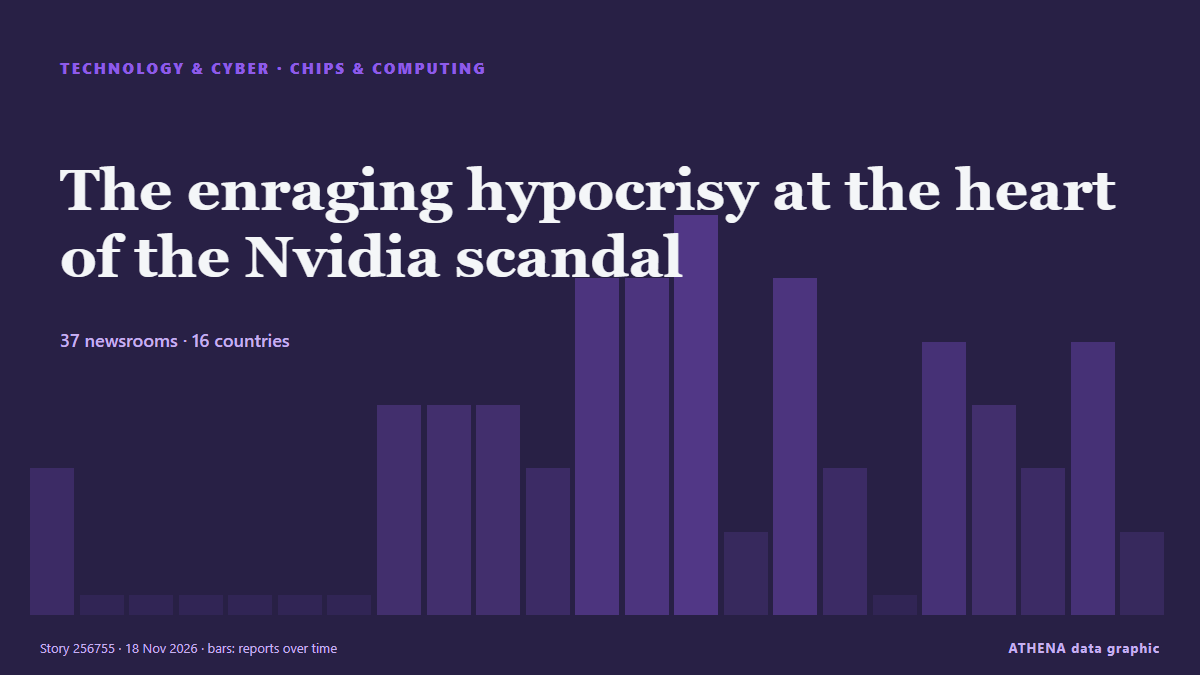 TECHNOLOGY & CYBER · CHIPS & COMPUTING
The enraging hypocrisy at the heart
of the Nvidia scandal
37 newsrooms · 16 countries
Story 256755 · 18 Nov 2026 · bars: reports over time
ATHENA data graphic